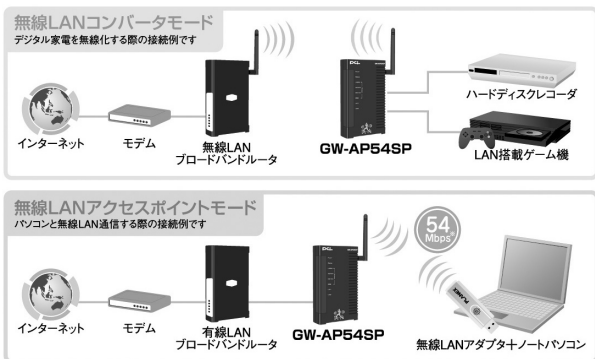 無線LANコンバータモード
デジタル家電を無線化する際の接続例です
インターネット
モデム
無線LAN
ブロードバンドルータ
GW-AP54SP
ハードディスクレコーダ
LAN搭載ゲーム機
無線LANアクセスポイントモード
パソコンと無線LAN通信する際の接続例です
54
Mbps※
インターネット
モデム
有線LAN
ブロードバンドルータ
GW-AP54SP
PLANEX
無線LANアダプタ+ノートパソコン